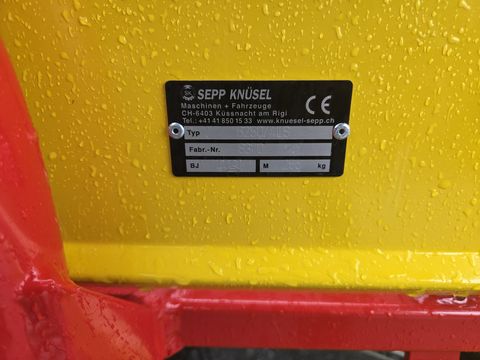 SK SEPP KNÜSEL
Maschinen + Fahrzeuge
CH-6403 Küssnacht am Rigi
Tel.: +41 41 850 15 33 www.knuesel-sepp.ch
CE
Typ
Fabr.-Nr.
BJ M kg